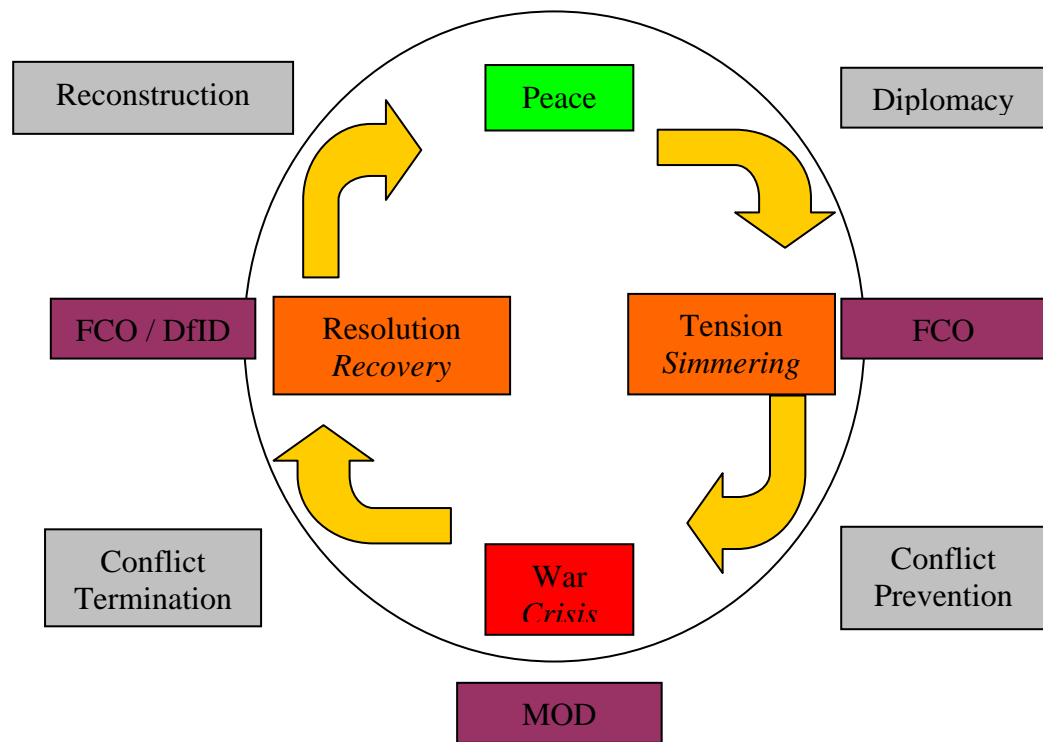 Reconstruction
Peace
Diplomacy
FCO / DfID
Resolution
Recovery
Tension
Simmering
FCO
Conflict
Termination
War
Crisis
Conflict
Prevention
MOD